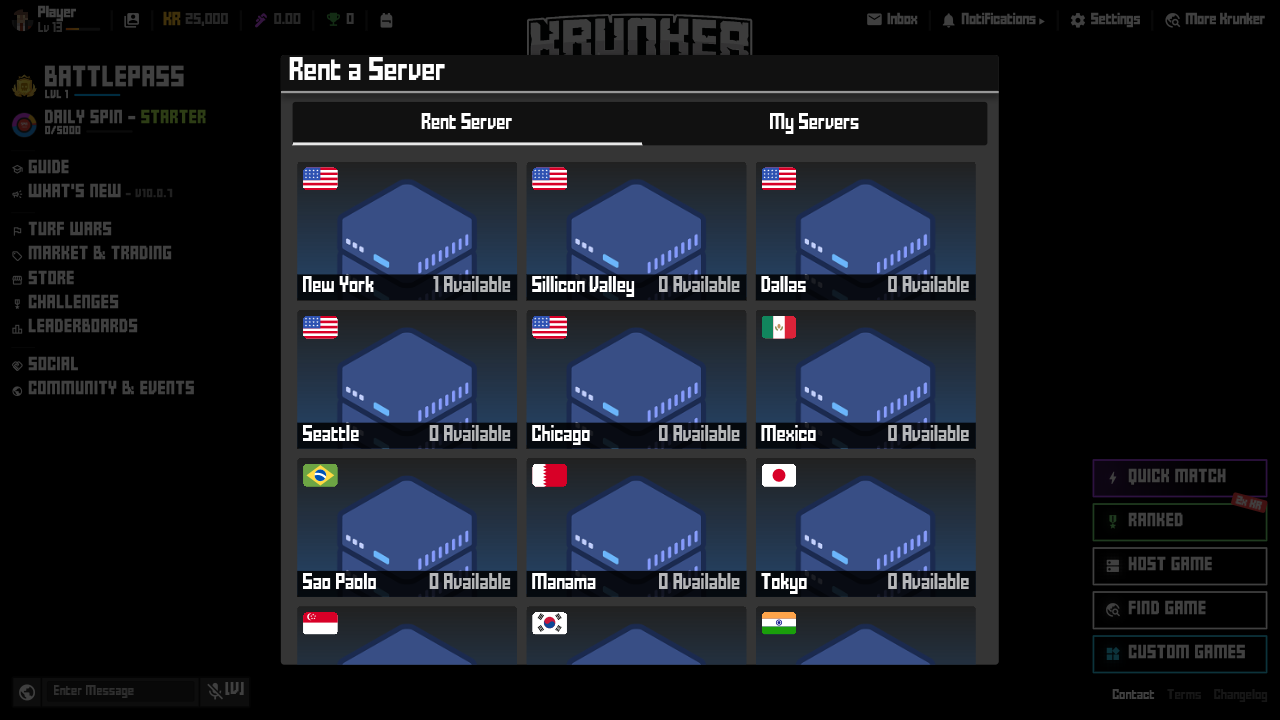 Player
Lv 13
KR 25,000
0.00
0
KRUNKER
Inbox
Notifications
Settings
More Krunker
BATTLEPASS
LVL 1
DAILY SPIN - STARTER
0/5000
GUIDE
WHAT'S NEW - V10.0.7
TURF WARS
MARKET & TRADING
STORE
CHALLENGES
LEADERBOARDS
SOCIAL
COMMUNITY & EVENTS
Rent a Server
Rent Server
My Servers
New York 1 Available
Sillicon Valley 0 Available
Dallas 0 Available
Seattle 0 Available
Chicago 0 Available
Mexico 0 Available
Sao Paolo 0 Available
Manama 0 Available
Tokyo 0 Available
QUICK MATCH
2x KR
RANKED
HOST GAME
FIND GAME
CUSTOM GAMES
Enter Message
[V]
Contact Terms Changelog